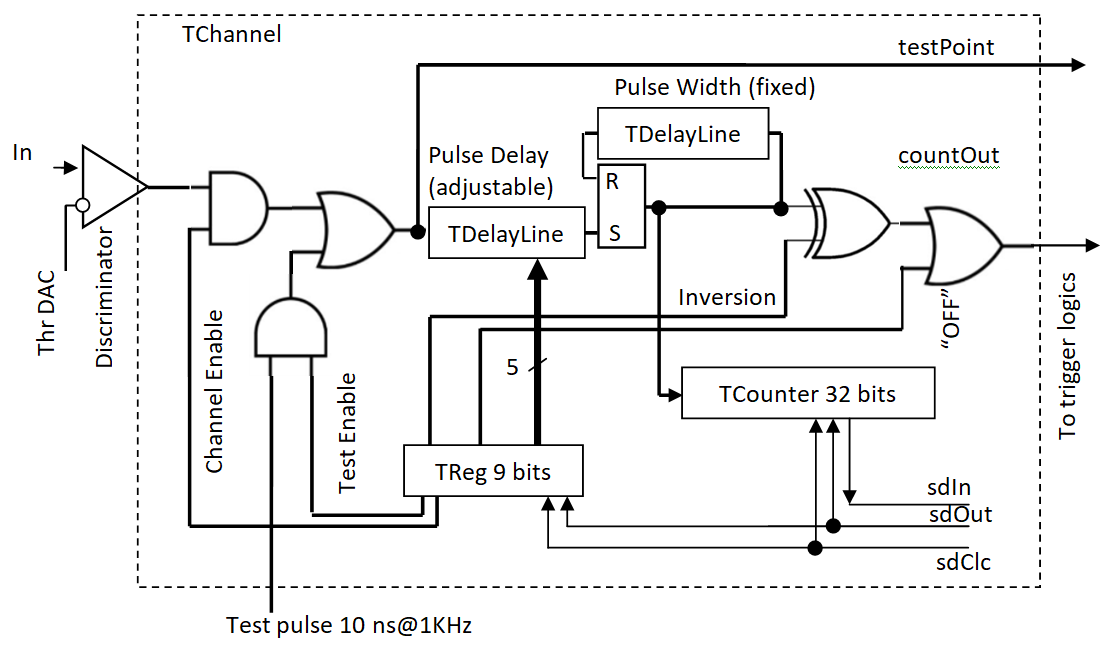 TChannel
testPoint
Pulse Width (fixed)
TDelayLine
In
Pulse Delay
(adjustable)
countOut
R
TDelayLine
S
Thr DAC
Discriminator
Channel Enable
Test Enable
Inversion
"OFF"
To trigger logics
5
TCounter 32 bits
TReg 9 bits
sdIn
sdOut
sdClc
Test pulse 10 ns@1KHz